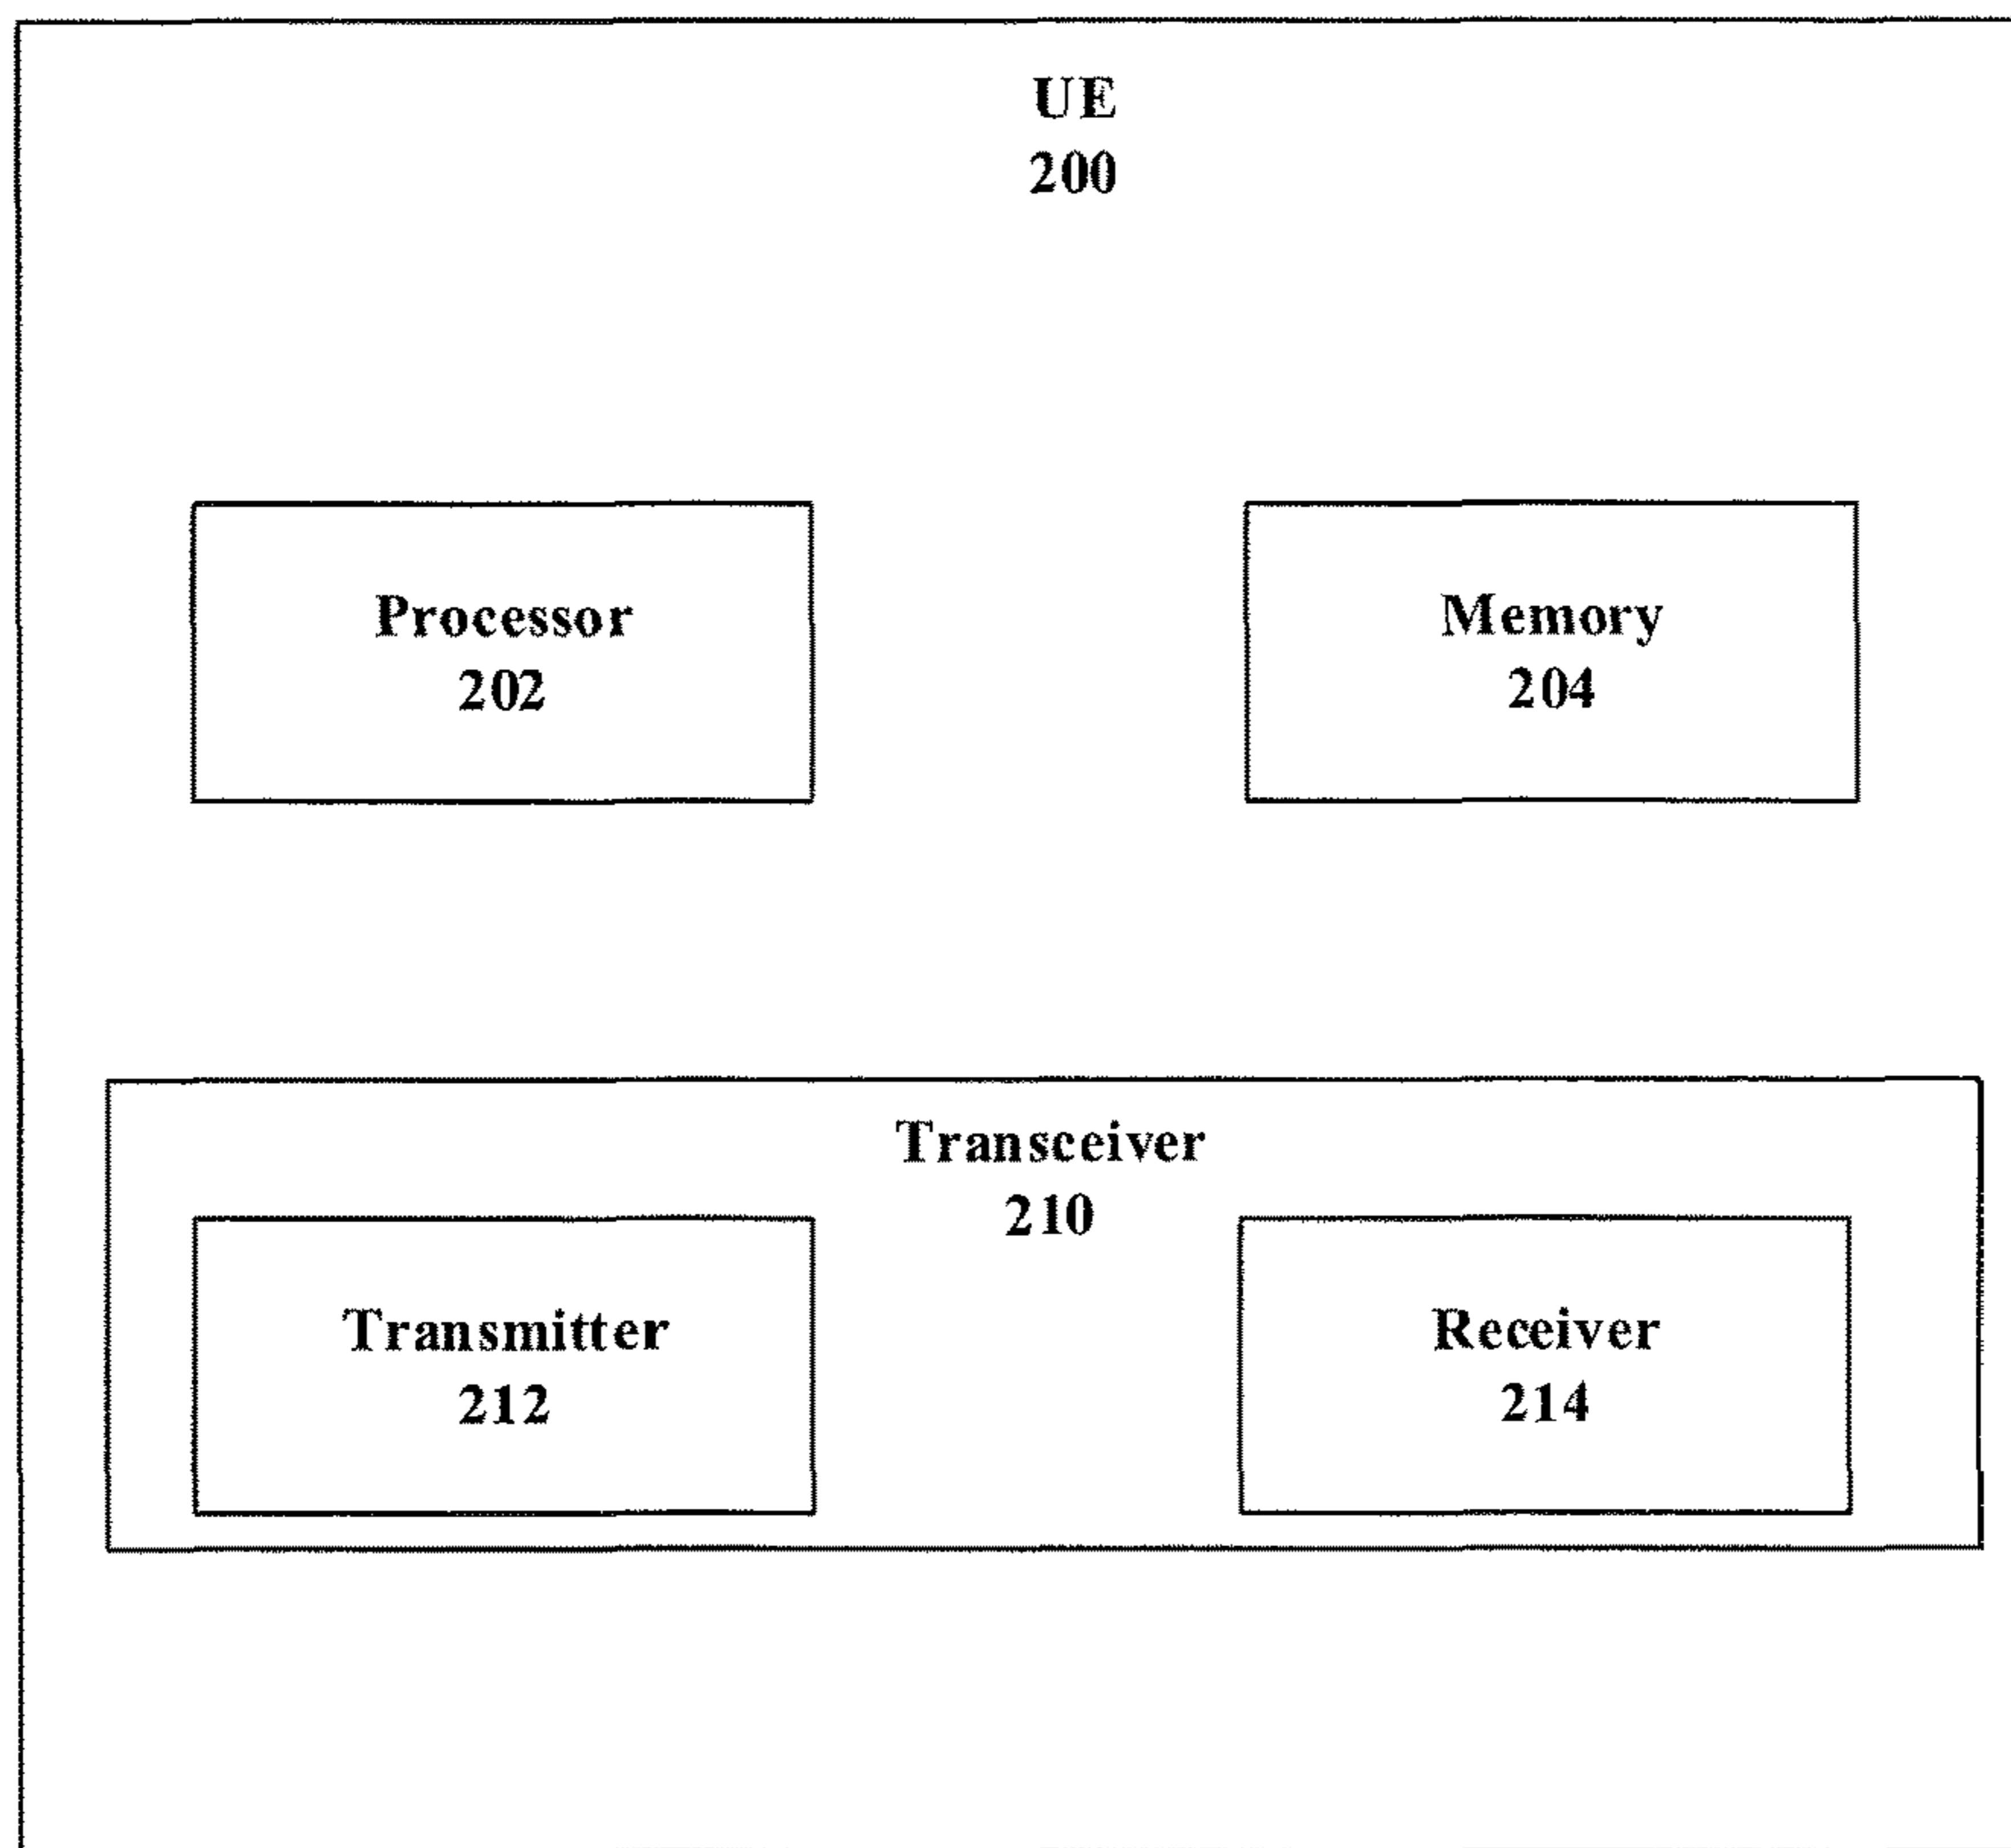 UE
200
Processor
202
Memory
204
Transceiver
210
Transmitter
212
Receiver
214